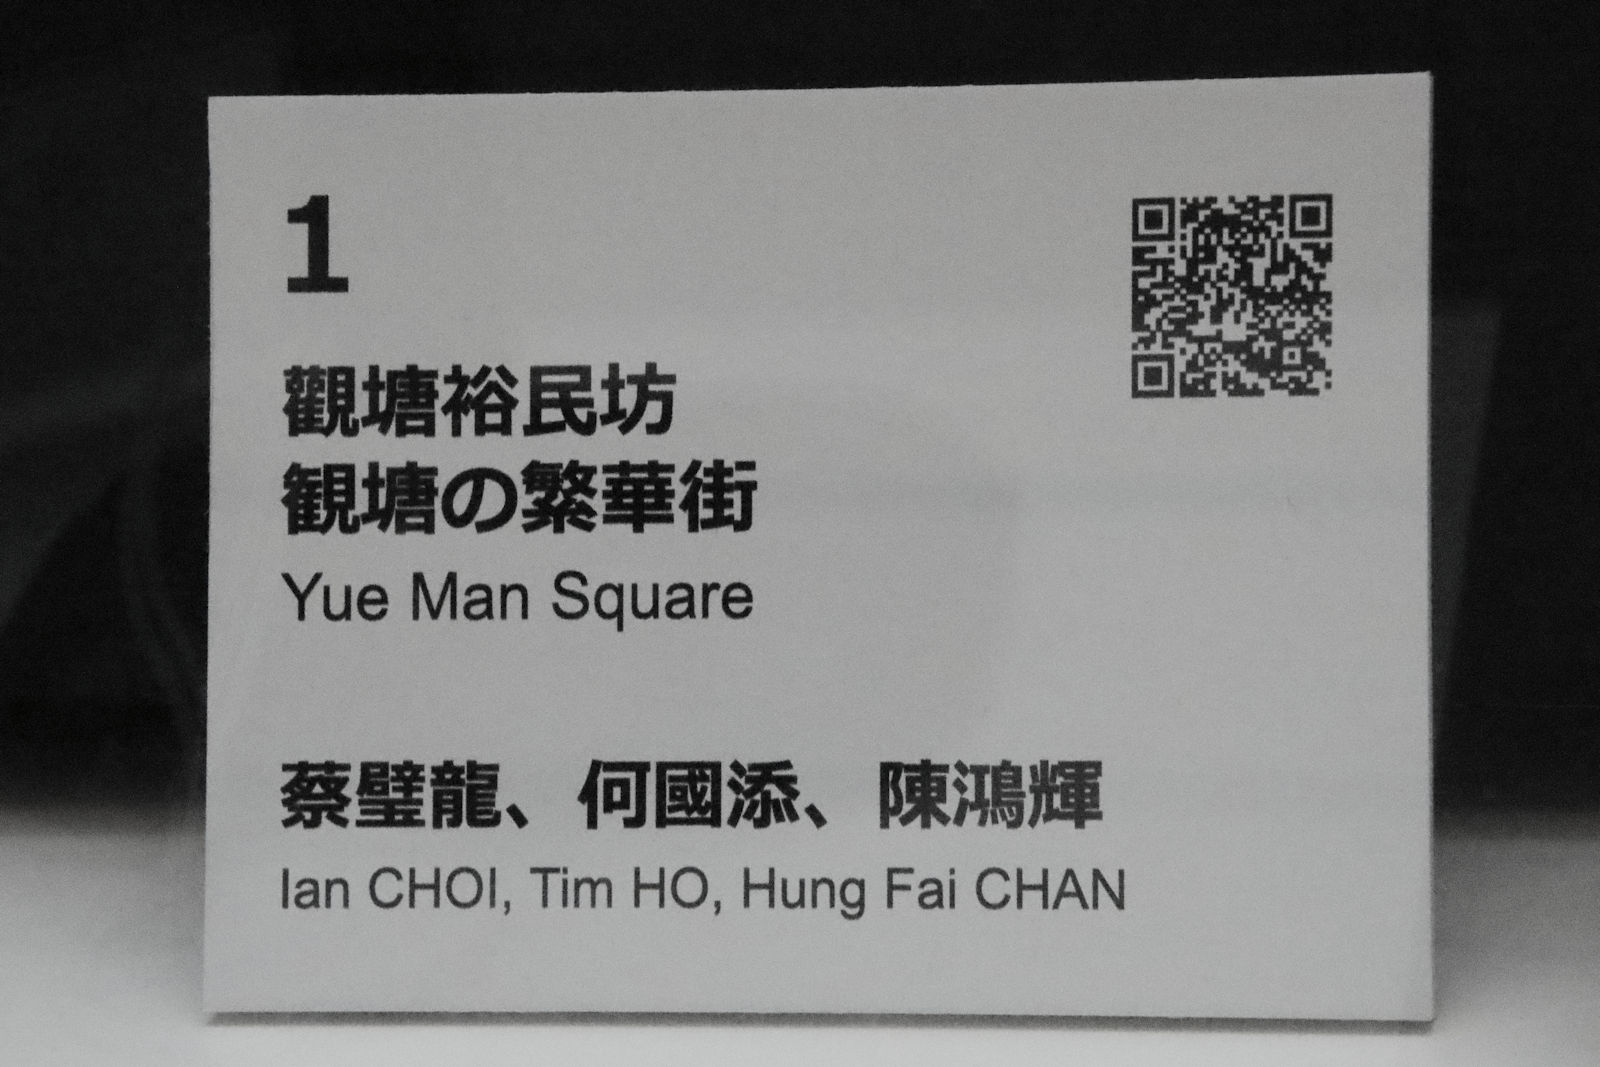 1
觀塘裕民坊
観塘の繁華街
Yue Man Square
蔡璧龍、何國添、陳鴻輝
Ian CHOI, Tim HO, Hung Fai CHAN